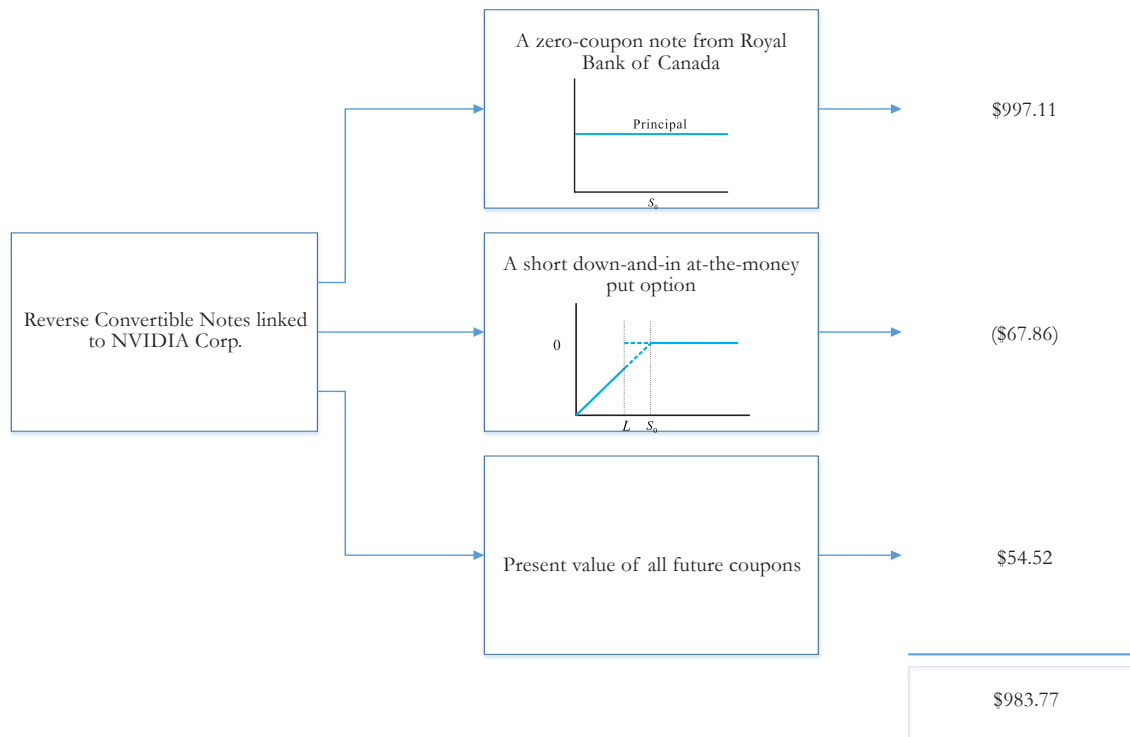 A zero-coupon note from Royal
Bank of Canada
Principal
S₀
$997.11
Reverse Convertible Notes linked
to NVIDIA Corp.
A short down-and-in at-the-money
put option
0
L S₀
($67.86)
Present value of all future coupons
$54.52
$983.77